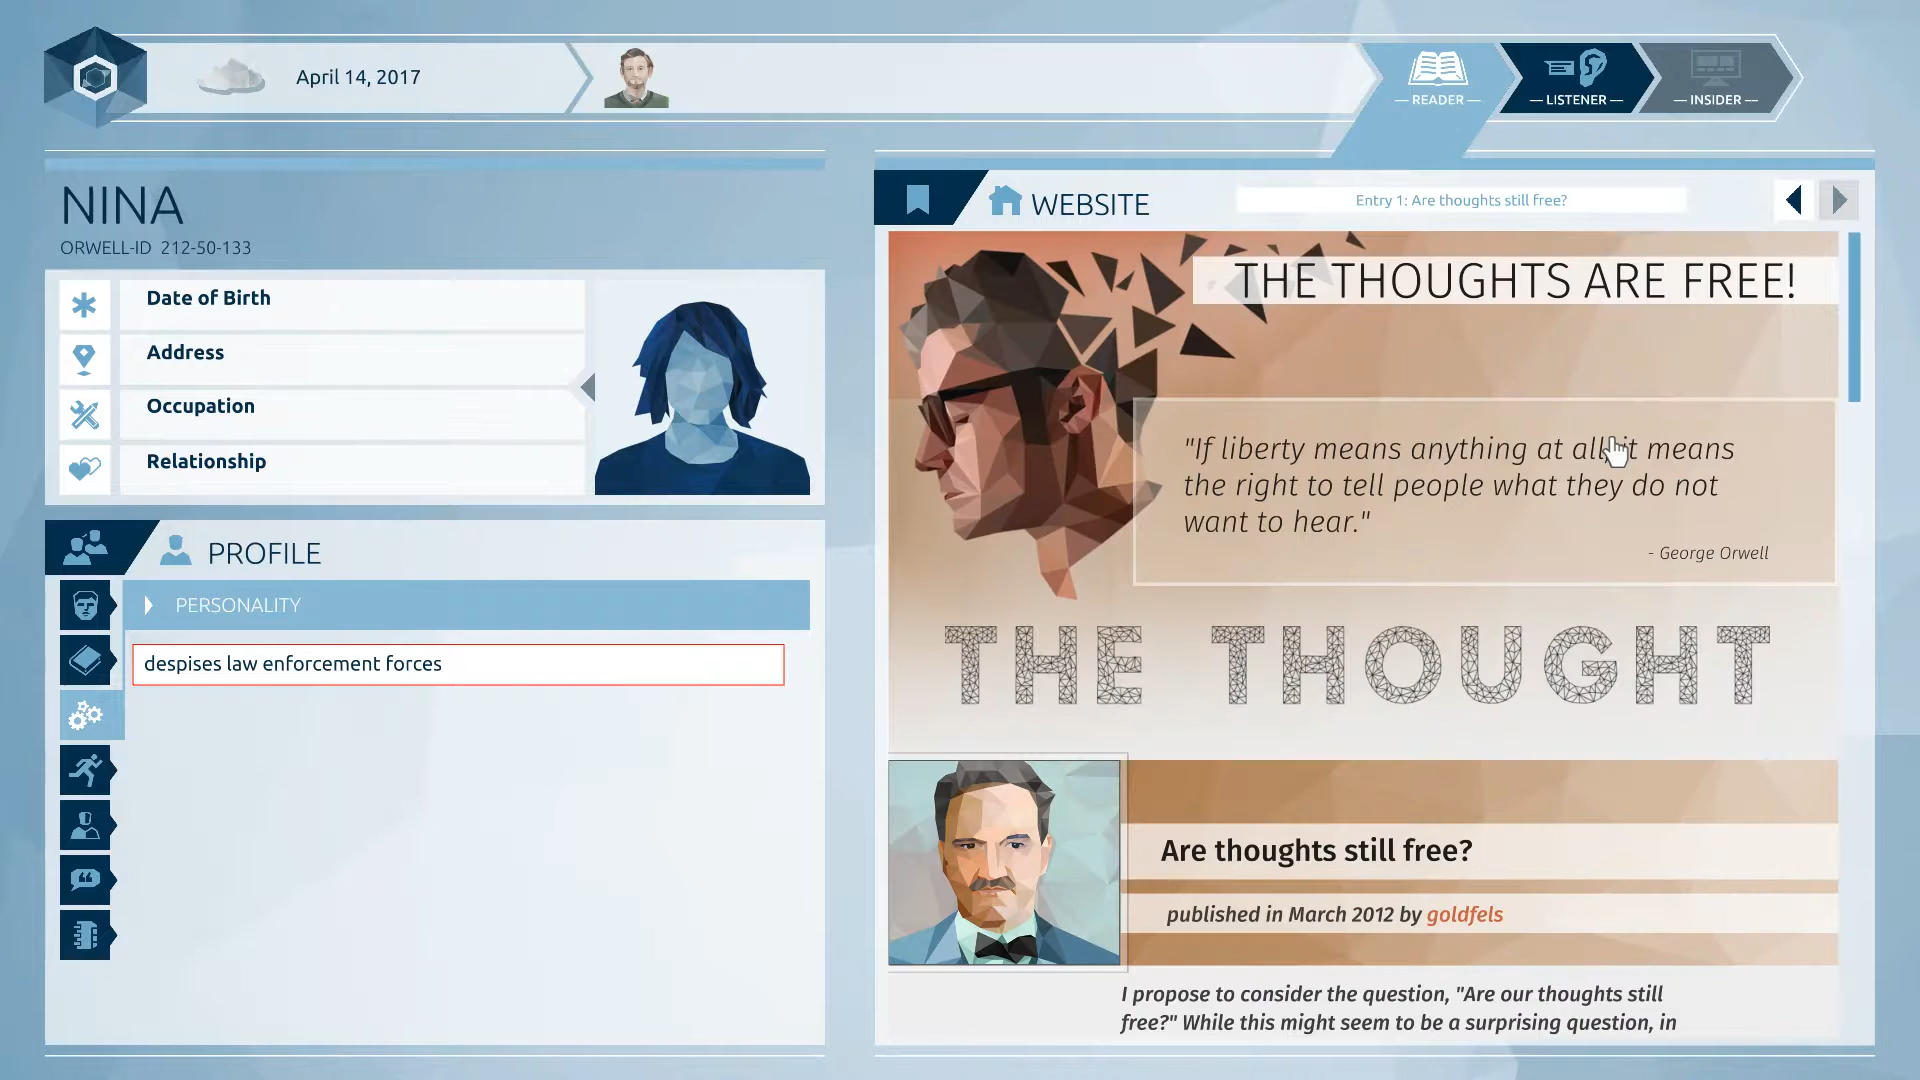 April 14, 2017
READER
LISTENER
INSIDER
NINA
ORWELL-ID 212-50-133
Date of Birth
Address
Occupation
Relationship
PROFILE
PERSONALITY
despises law enforcement forces
WEBSITE
Entry 1: Are thoughts still free?
THE THOUGHTS ARE FREE!
"If liberty means anything at all it means
the right to tell people what they do not
want to hear."
- George Orwell
THE THOUGHT
Are thoughts still free?
published in March 2012 by goldfels
I propose to consider the question, "Are our thoughts still
free?" While this might seem to be a surprising question, in